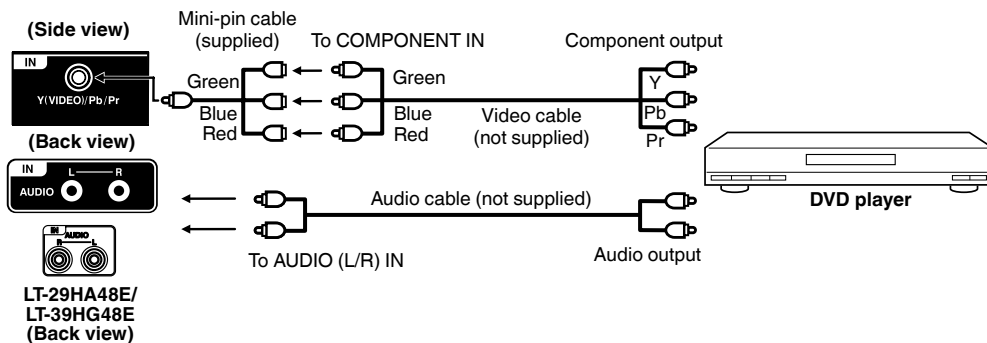 (Side view)
IN
Y(VIDEO)/Pb/Pr
Mini-pin cable
(supplied)
Green
Blue
Red
To COMPONENT IN
Green
Blue
Red
Video cable
(not supplied)
Component output
Y
Pb
Pr
DVD player
(Back view)
IN
L R
AUDIO
Audio cable (not supplied)
To AUDIO (L/R) IN
Audio output
IN AUDIO
R L
LT-29HA48E/
LT-39HG48E
(Back view)